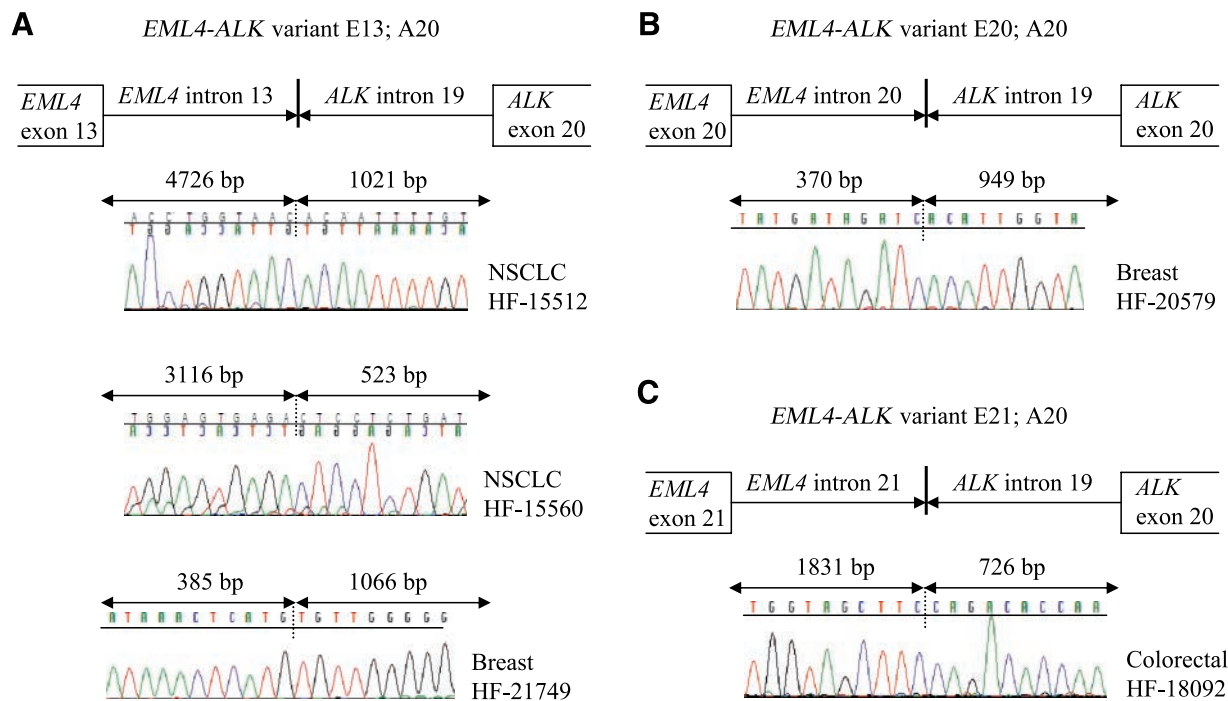 A
EML4-ALK variant E13; A20
EML4
exon 13
EML4 intron 13
ALK intron 19
ALK
exon 20
4726 bp
1021 bp
A C C T G G T A A C A C A A T T T T G T
T G G A C C A T T G T G T T A A A A C A
NSCLC
HF-15512
3116 bp
523 bp
T G G A G T G A G A C T C C T C T G A T
A C C T C A C T C T G A G G A G A C T A
NSCLC
HF-15560
385 bp
1066 bp
A T A A A C T C A T G T G T T G G G G G
Breast
HF-21749
B
EML4-ALK variant E20; A20
EML4
exon 20
EML4 intron 20
ALK intron 19
ALK
exon 20
370 bp
949 bp
T A T G A T A G A T C A C A T T G G T A
Breast
HF-20579
C
EML4-ALK variant E21; A20
EML4
exon 21
EML4 intron 21
ALK intron 19
ALK
exon 20
1831 bp
726 bp
T G G T A G C T T C C A G A C A C C A A
Colorectal
HF-18092